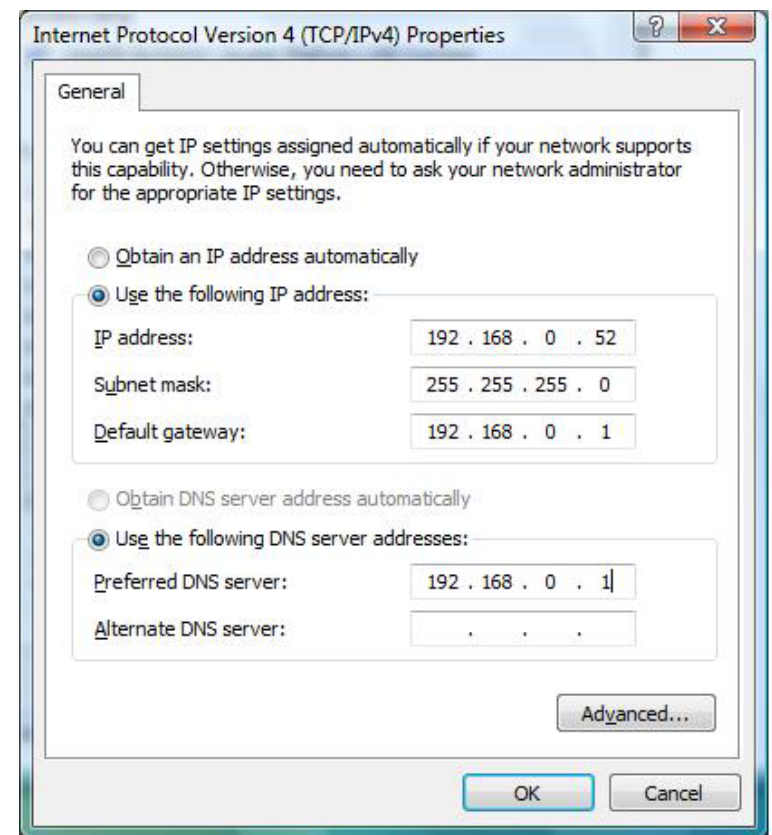 Internet Protocol Version 4 (TCP/IPv4) Properties
General
You can get IP settings assigned automatically if your network supports
this capability. Otherwise, you need to ask your network administrator
for the appropriate IP settings.
Obtain an IP address automatically
Use the following IP address:
IP address: 192 . 168 . 0 . 52
Subnet mask: 255 . 255 . 255 . 0
Default gateway: 192 . 168 . 0 . 1
Obtain DNS server address automatically
Use the following DNS server addresses:
Preferred DNS server: 192 . 168 . 0 . 1
Alternate DNS server: . . .
Advanced...
OK Cancel